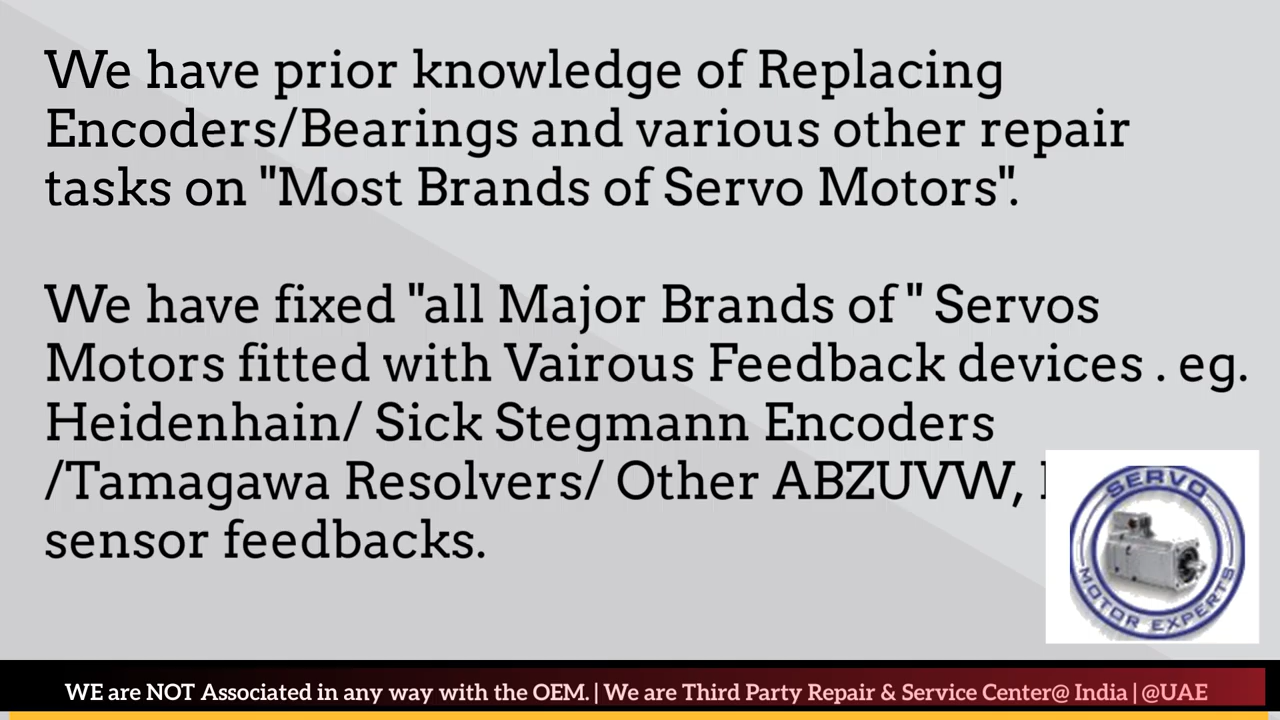 We have prior knowledge of Replacing
Encoders/Bearings and various other repair
tasks on "Most Brands of Servo Motors".
We have fixed "all Major Brands of " Servos
Motors fitted with Vairous Feedback devices . eg.
Heidenhain/ Sick Stegmann Encoders
/Tamagawa Resolvers/ Other ABZUVW,
sensor feedbacks.
SERVO
MOTOR EXPERTS
WE are NOT Associated in any way with the OEM. | We are Third Party Repair & Service Center@ India | @UAE